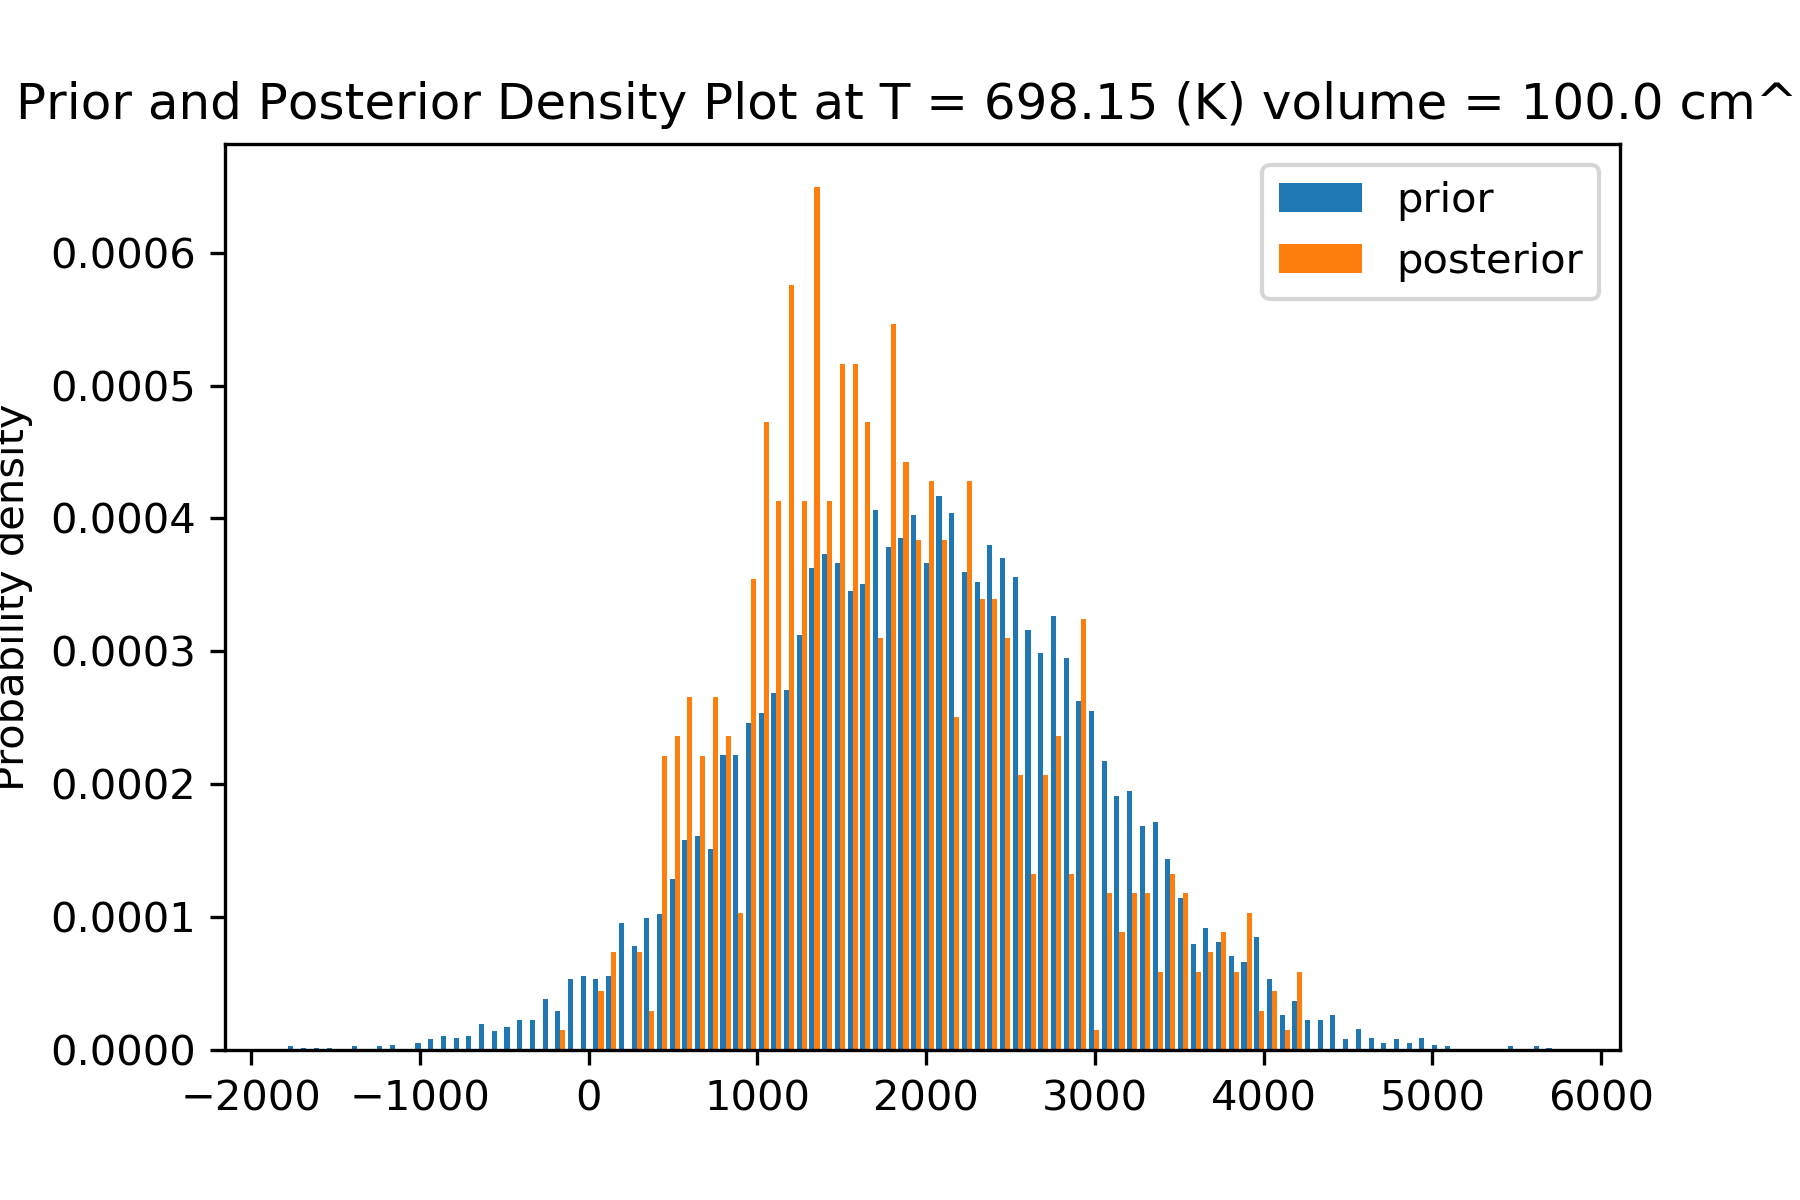 Prior and Posterior Density Plot at T = 698.15 (K) volume = 100.0 cm^
prior
posterior
Probability density
0.0006
0.0005
0.0004
0.0003
0.0002
0.0001
0.0000
−2000 −1000 0 1000 2000 3000 4000 5000 6000